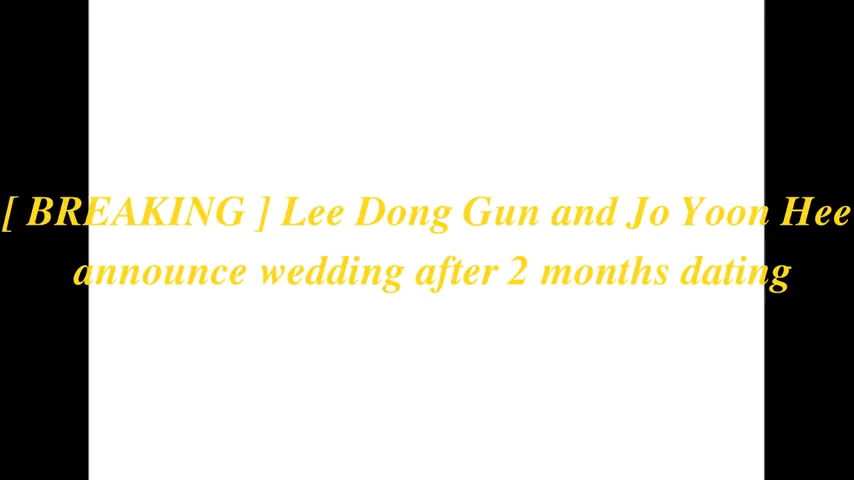 [ BREAKING ] Lee Dong Gun and Jo Yoon Hee
announce wedding after 2 months dating